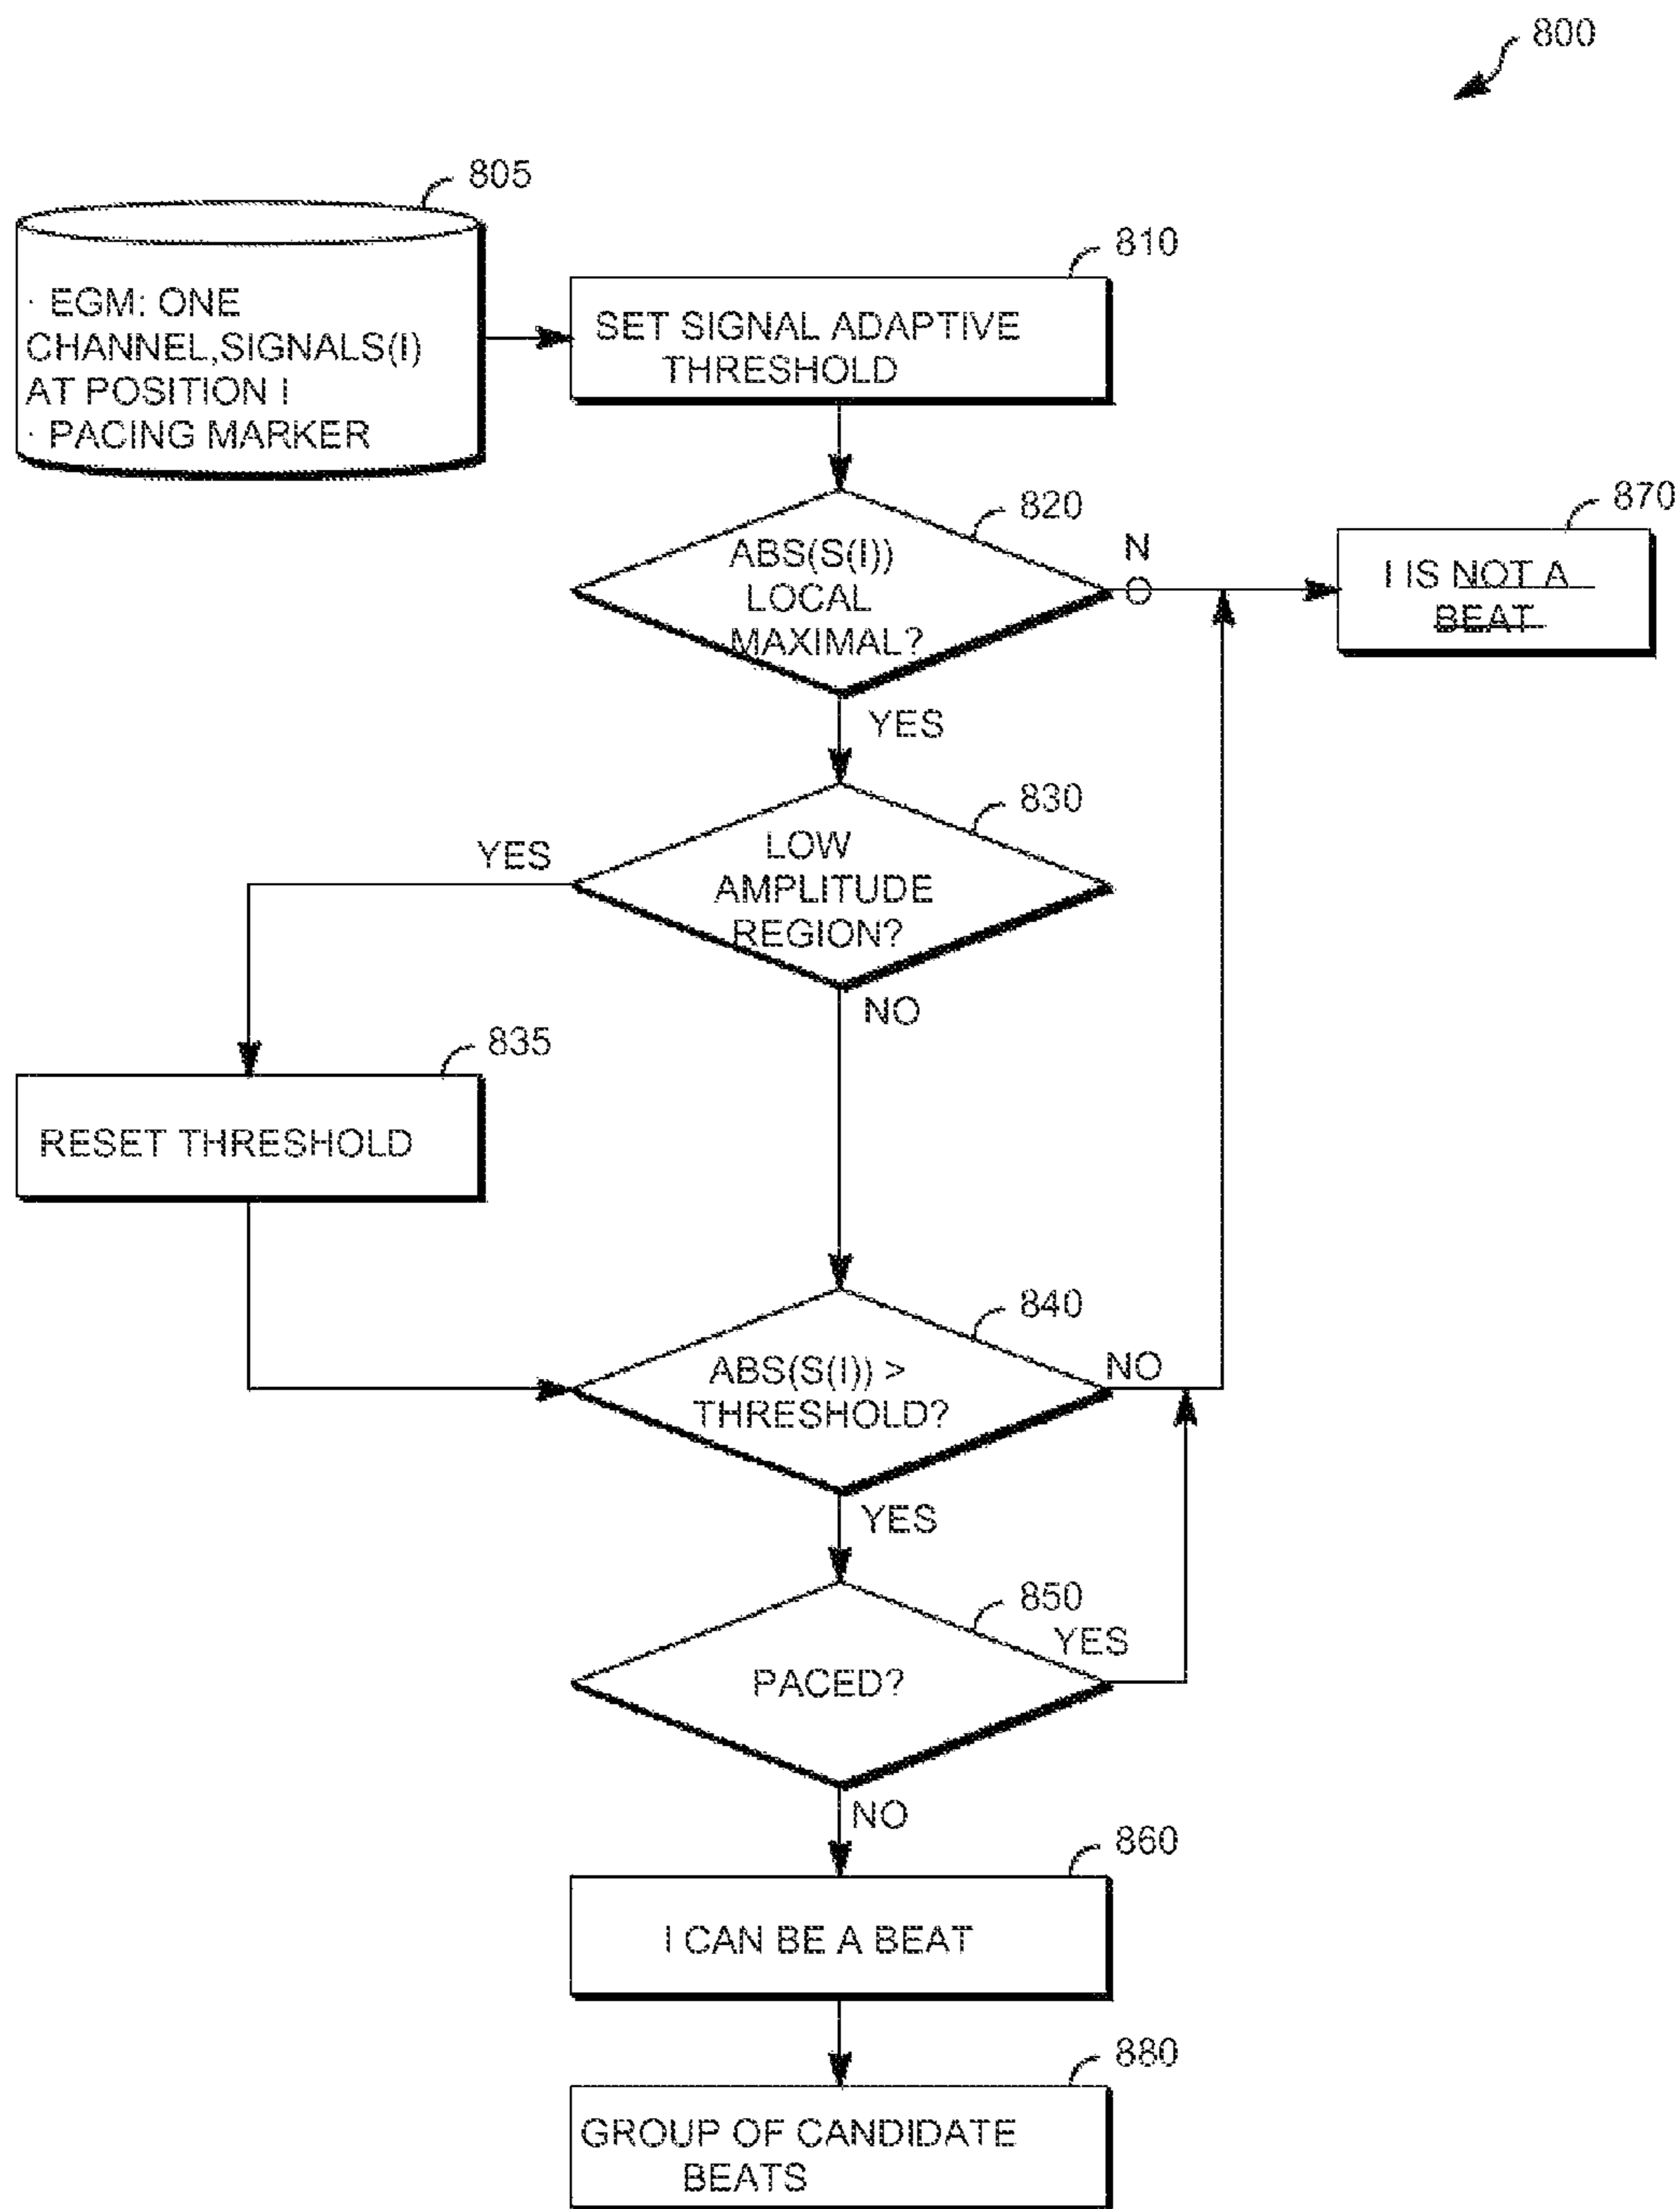 800
805
· EGM: ONE
CHANNEL,SIGNALS(I)
AT POSITION I
· PACING MARKER
810
SET SIGNAL ADAPTIVE
THRESHOLD
820
ABS(S(I))
LOCAL
MAXIMAL?
N
O
870
I IS NOT A
BEAT
YES
830
LOW
AMPLITUDE
REGION?
YES
NO
835
RESET THRESHOLD
840
ABS(S(I)) >
THRESHOLD?
NO
YES
850
PACED?
YES
NO
860
I CAN BE A BEAT
880
GROUP OF CANDIDATE
BEATS